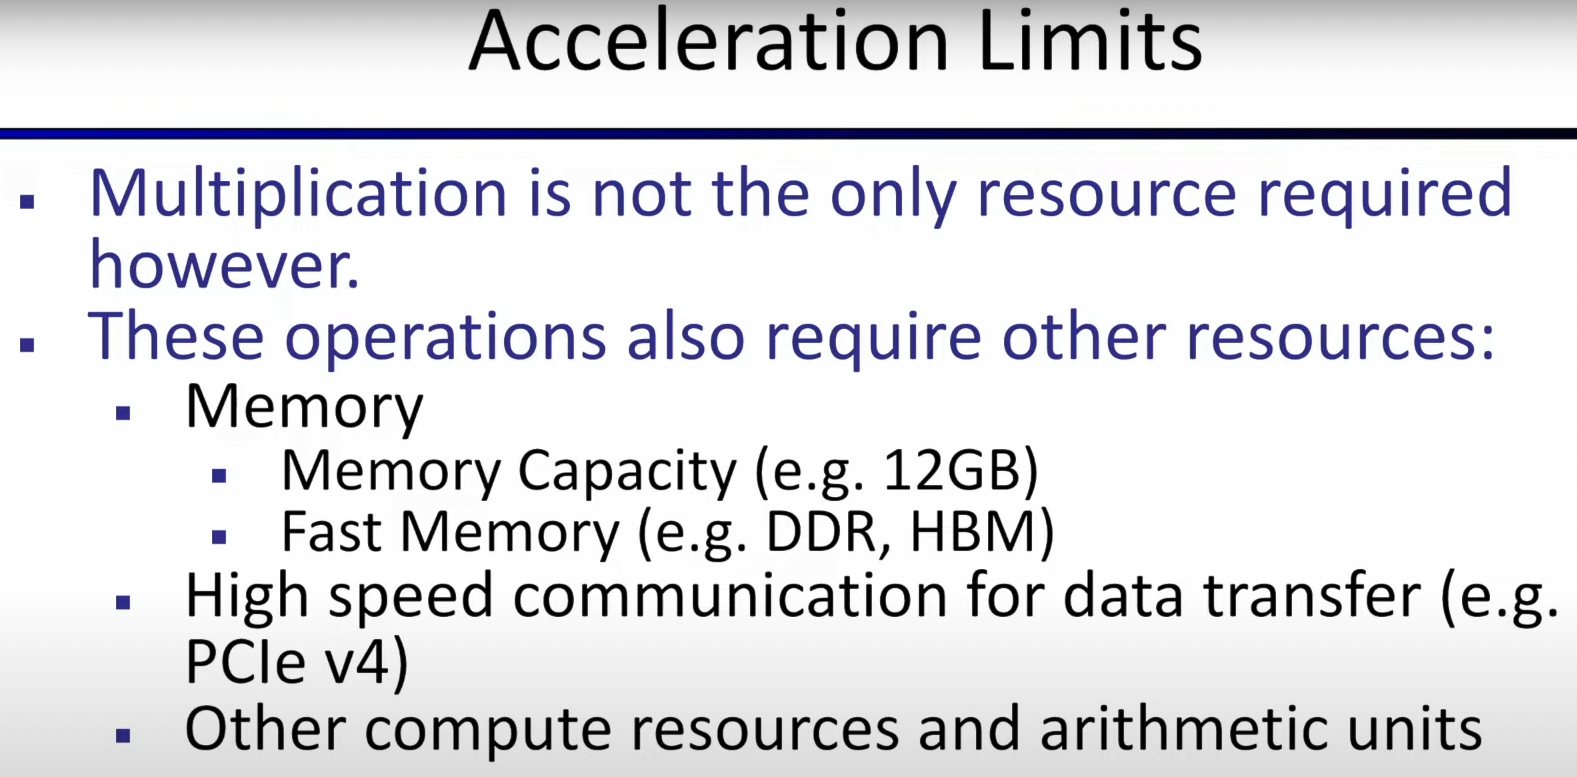 Acceleration Limits
Multiplication is not the only resource required
however.
These operations also require other resources:
Memory
Memory Capacity (e.g. 12GB)
Fast Memory (e.g. DDR, HBM)
High speed communication for data transfer (e.g.
PCIe v4)
Other compute resources and arithmetic units